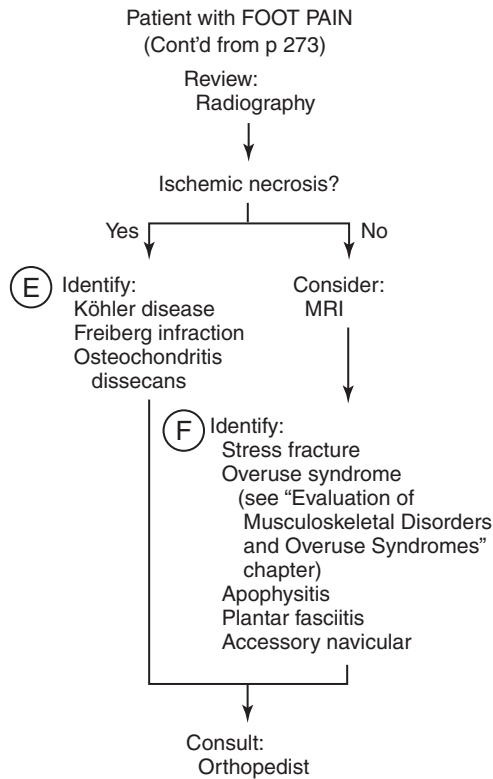 Patient with FOOT PAIN
(Cont'd from p 273)
Review:
Radiography
Ischemic necrosis?
Yes
No
E
Identify:
Köhler disease
Freiberg infraction
Osteochondritis
dissecans
Consider:
MRI
F
Identify:
Stress fracture
Overuse syndrome
(see “Evaluation of
Musculoskeletal Disorders
and Overuse Syndromes”
chapter)
Apophysitis
Plantar fasciitis
Accessory navicular
Consult:
Orthopedist